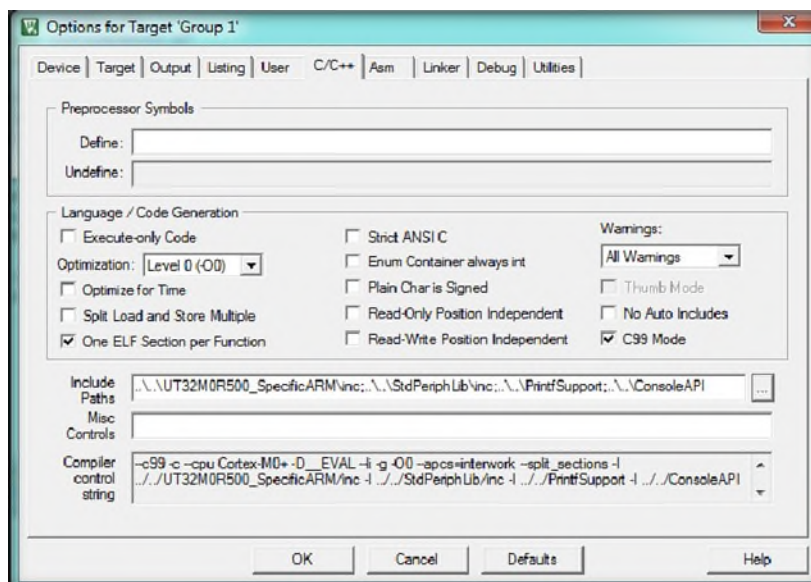 Options for Target 'Group 1'
Device Target Output Listing User C/C++ Asm Linker Debug Utilities
Preprocessor Symbols
Define:
Undefine:
Language / Code Generation
Execute-only Code
Optimization: Level 0 (-O0)
Optimize for Time
Split Load and Store Multiple
One ELF Section per Function
Strict ANSI C
Enum Container always int
Plain Char is Signed
Read-Only Position Independent
Read-Write Position Independent
Warnings:
All Warnings
Thumb Mode
No Auto Includes
C99 Mode
Include Paths
..\..\UT32M0R500_SpecificARM\inc;..\..\StdPeriphLib\inc;..\..\PrintfSupport;..\..\ConsoleAPI
...
Misc Controls
Compiler control string
--c99 -c --cpu Cortex-M0+ -D__EVAL --li -g -O0 --apcs=interwork --split_sections -I
../../UT32M0R500_SpecificARM/inc -I ../../StdPeriphLib/inc -I ../../PrintfSupport -I ../../ConsoleAPI
OK Cancel Defaults Help